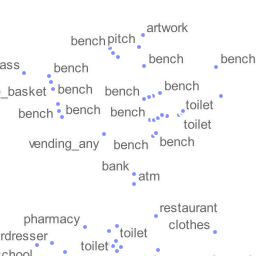 artwork
bench pitch
bench bench
ass bench
_basket bench bench bench
bench bench bench toilet
toilet
vending_any bench bench
bank
atm
restaurant
pharmacy clothes
rdresser toilet
toilet
school